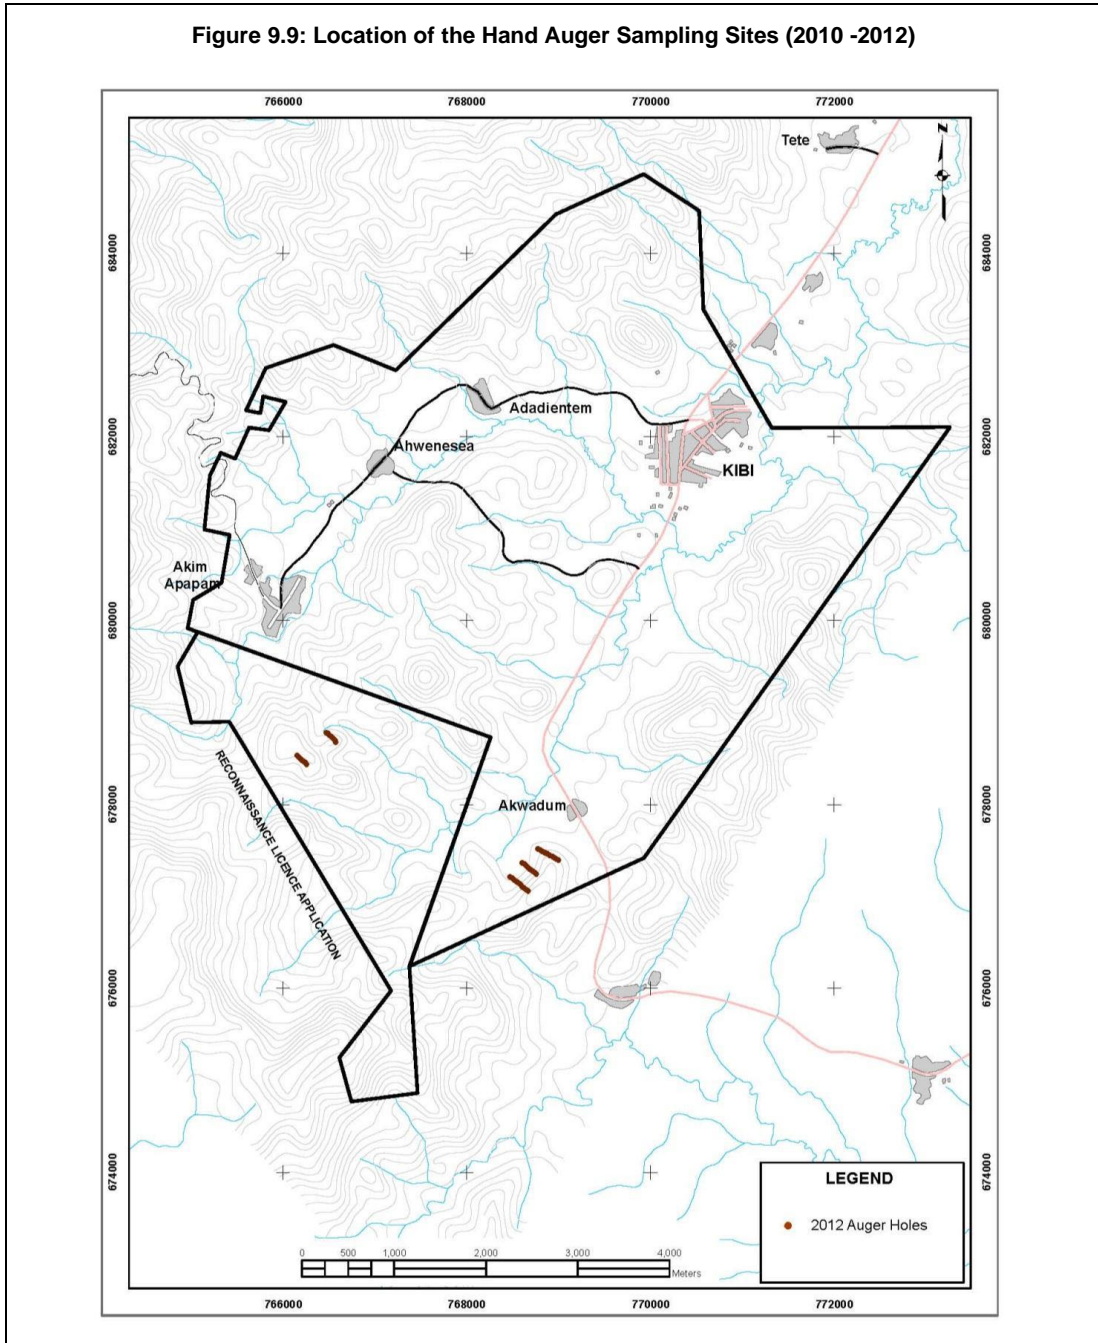 Figure 9.9: Location of the Hand Auger Sampling Sites (2010 -2012)
766000 768000 770000 772000
Tete
N
684000 684000
Adadientem
682000 682000
Ahwenesea
KIBI
Akim
Apapam
680000 680000
RECONNAISSANCE LICENCE APPLICATION
678000 678000
Akwadum
676000 676000
674000 674000
LEGEND
2012 Auger Holes
0 500 1,000 2,000 3,000 4,000
Meters
766000 768000 770000 772000